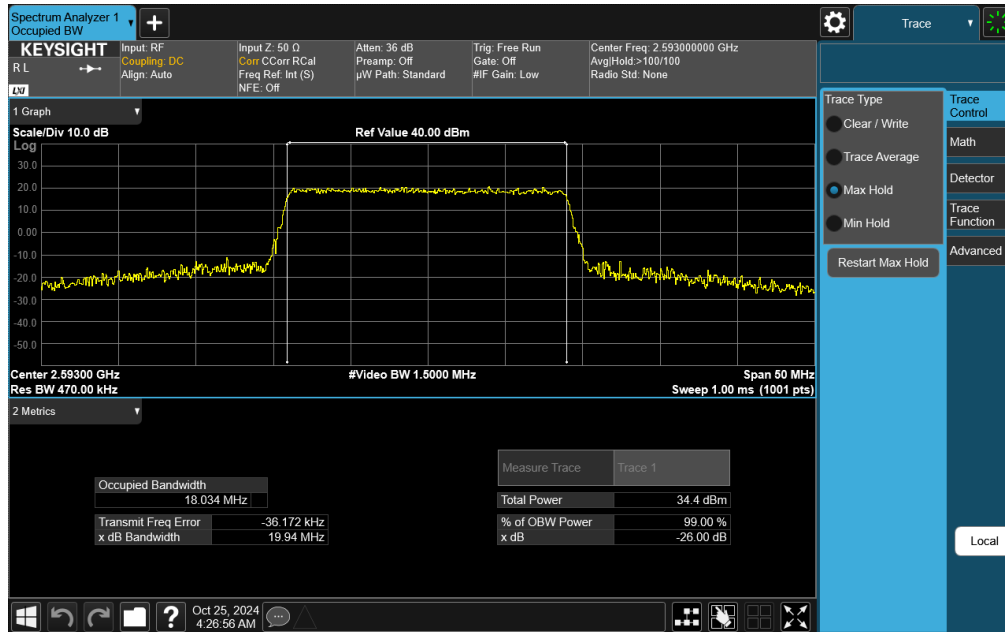 Spectrum Analyzer 1
Occupied BW
Trace
KEYSIGHT
R L
LXI
Input: RF
Coupling: DC
Align: Auto
Input Z: 50 Ω
Corr CCorr RCal
Freq Ref: Int (S)
NFE: Off
Atten: 36 dB
Preamp: Off
µW Path: Standard
Trig: Free Run
Gate: Off
#IF Gain: Low
Center Freq: 2.593000000 GHz
Avg|Hold:>100/100
Radio Std: None
1 Graph
Scale/Div 10.0 dB
Ref Value 40.00 dBm
Log
30.0
20.0
10.0
0.00
-10.0
-20.0
-30.0
-40.0
-50.0
Center 2.59300 GHz
#Video BW 1.5000 MHz
Span 50 MHz
Res BW 470.00 kHz
Sweep 1.00 ms (1001 pts)
2 Metrics
Measure Trace
Trace 1
Occupied Bandwidth
18.034 MHz
Total Power
34.4 dBm
Transmit Freq Error
-36.172 kHz
% of OBW Power
99.00 %
x dB Bandwidth
19.94 MHz
x dB
-26.00 dB
Trace Type
Clear / Write
Trace Average
Max Hold
Min Hold
Restart Max Hold
Trace
Control
Math
Detector
Trace
Function
Advanced
Local
?
Oct 25, 2024
4:26:56 AM